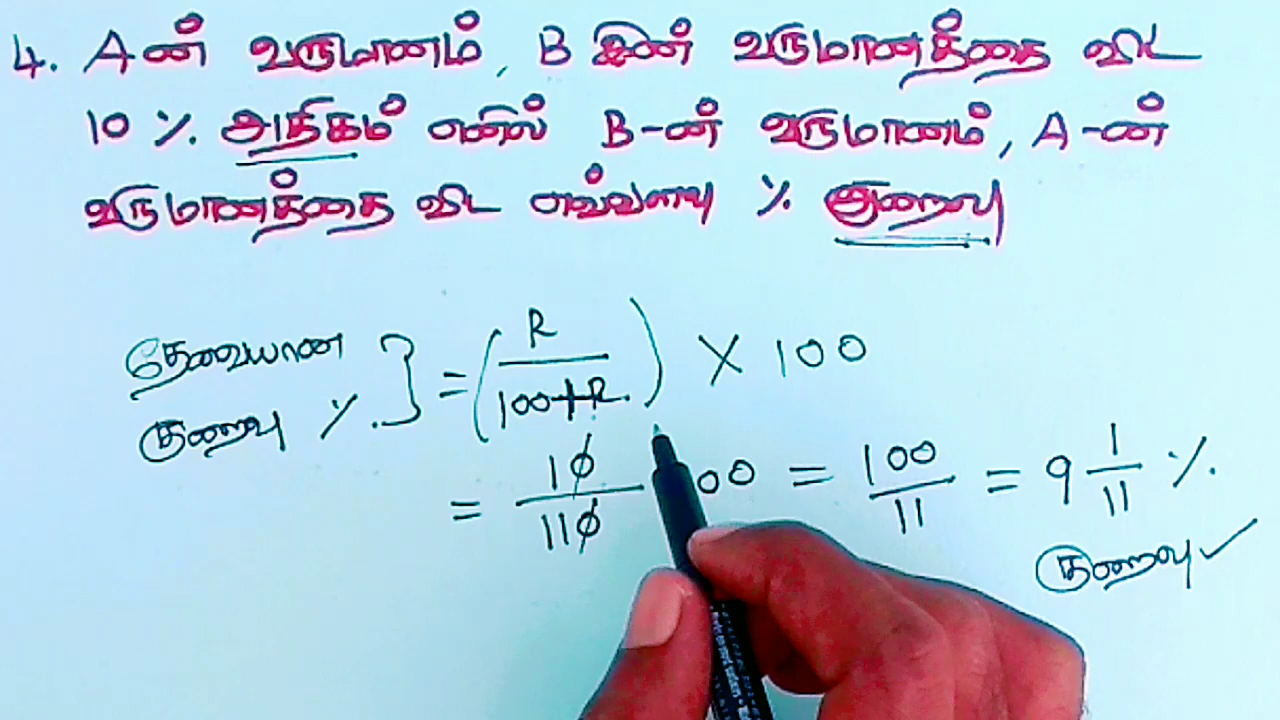 4. A ன் வருமானம், B இன் வருமானத்தை விட
10 % அதிகம் எனில் B-ன் வருமானம், A-ன்
வருமானத்தை விட எவ்வளவு % குறைவு
தேவையான
குறைவு % } = (R / 100+R) × 100
= 10 / 110 00 = 100 / 11 = 9 1/11 %
குறைவு ✓